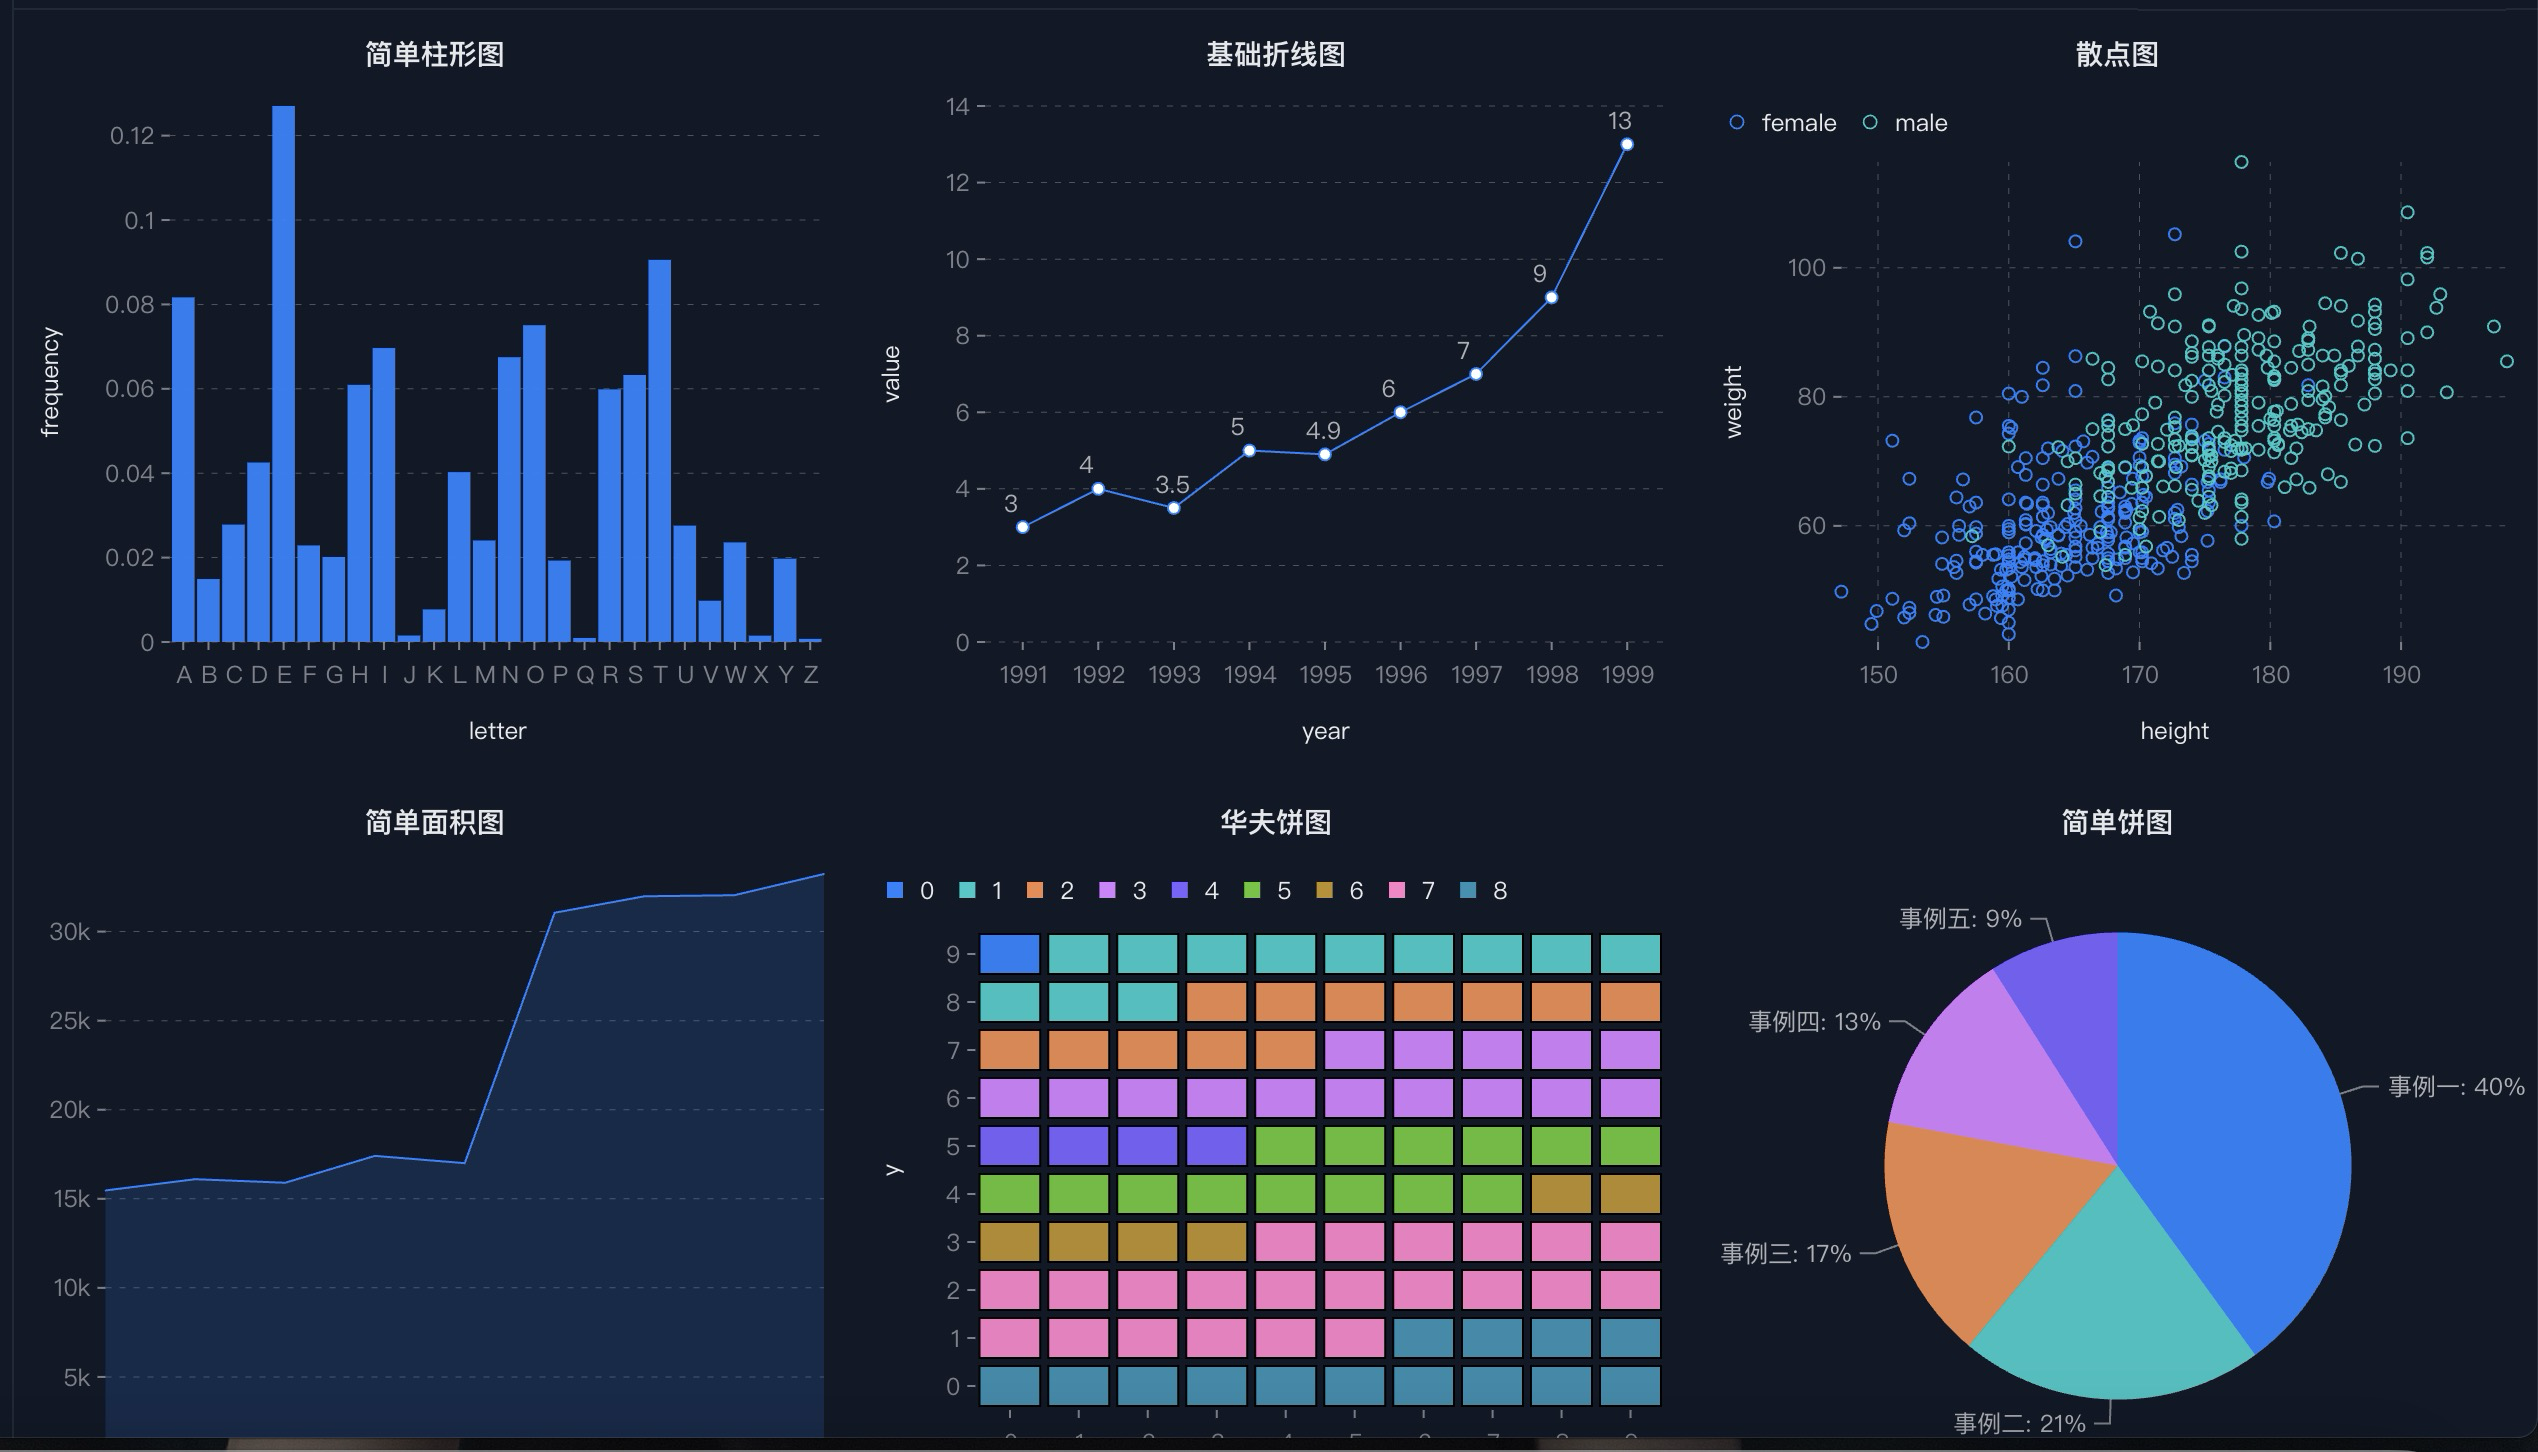 简单柱形图
0.12
0.1
0.08
0.06
0.04
0.02
0
frequency
A B C D E F G H I J K L M N O P Q R S T U V W X Y Z
letter
基础折线图
14
12
10
8
6
4
2
0
value
3
4
3.5
5
4.9
6
7
9
13
1991 1992 1993 1994 1995 1996 1997 1998 1999
year
散点图
female male
100
80
60
weight
150 160 170 180 190
height
简单面积图
30k
25k
20k
15k
10k
5k
华夫饼图
0 1 2 3 4 5 6 7 8
9
8
7
6
5
4
3
2
1
0
y
简单饼图
事例五: 9%
事例四: 13%
事例一: 40%
事例三: 17%
事例二: 21%